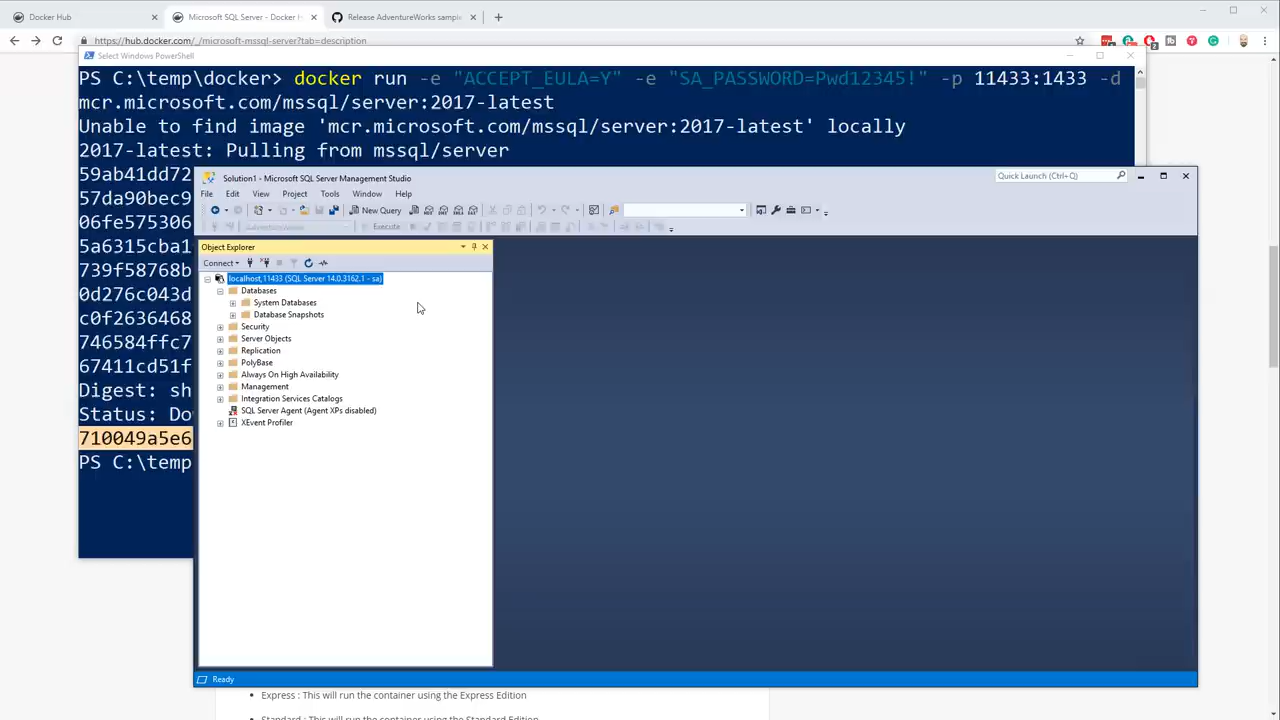 Docker Hub
Microsoft SQL Server - Docker H
Release AdventureWorks sample
https://hub.docker.com/_/microsoft-mssql-server?tab=description
Select Windows PowerShell
PS C:\temp\docker> docker run -e "ACCEPT_EULA=Y" -e "SA_PASSWORD=Pwd12345!" -p 11433:1433 -d
mcr.microsoft.com/mssql/server:2017-latest
Unable to find image 'mcr.microsoft.com/mssql/server:2017-latest' locally
2017-latest: Pulling from mssql/server
59ab41dd72
57da90bec9
06fe575306
5a6315cba1
739f58768b
0d276c043d
c0f2636468
746584ffc7
67411cd51f
Digest: sh
Status: Do
710049a5e6
PS C:\temp
Solution1 - Microsoft SQL Server Management Studio
Quick Launch (Ctrl+Q)
File Edit View Project Tools Window Help
New Query
Execute
Object Explorer
Connect
localhost,11433 (SQL Server 14.0.3162.1 - sa)
Databases
System Databases
Database Snapshots
Security
Server Objects
Replication
PolyBase
Always On High Availability
Management
Integration Services Catalogs
SQL Server Agent (Agent XPs disabled)
XEvent Profiler
Ready
Express : This will run the container using the Express Edition
Standard : This will run the container using the Standard Edition